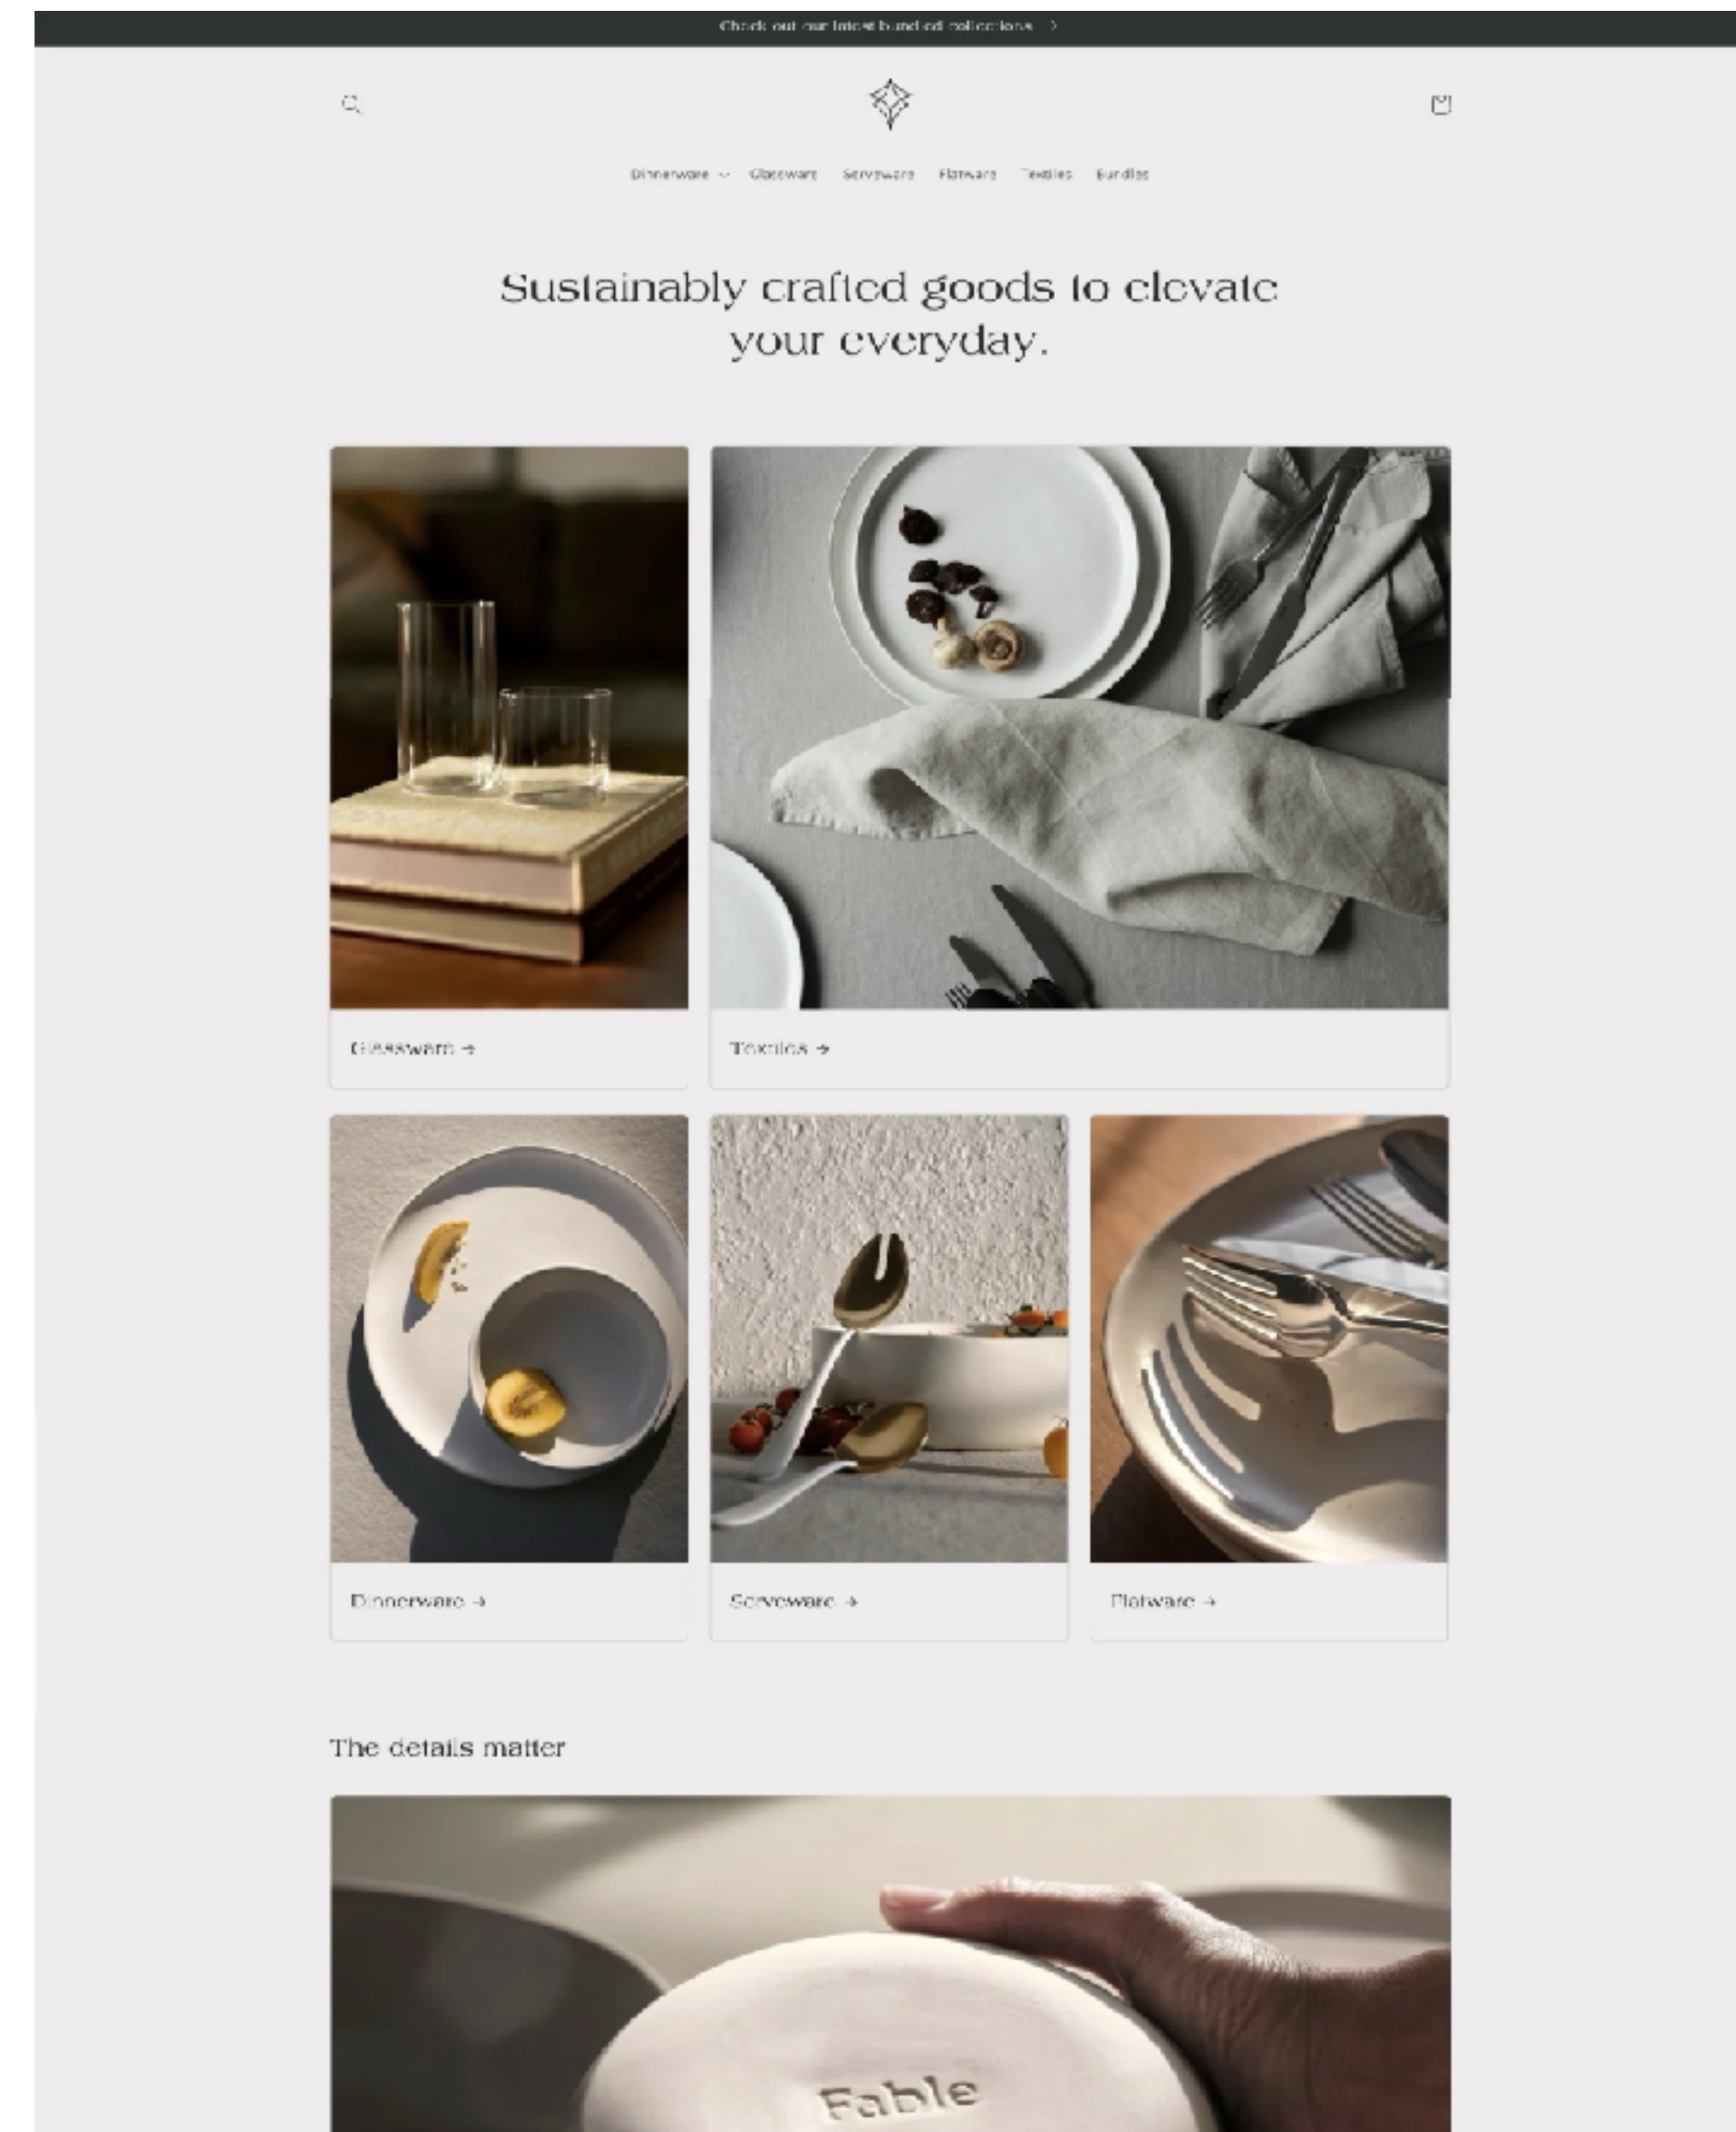 Check out our latest bundled collections
Dinnerware Glassware Serveware Flatware Textiles Bundles
Sustainably crafted goods to elevate
your everyday.
Glassware →
Textiles →
Dinnerware →
Serveware →
Flatware →
The details matter
Fable